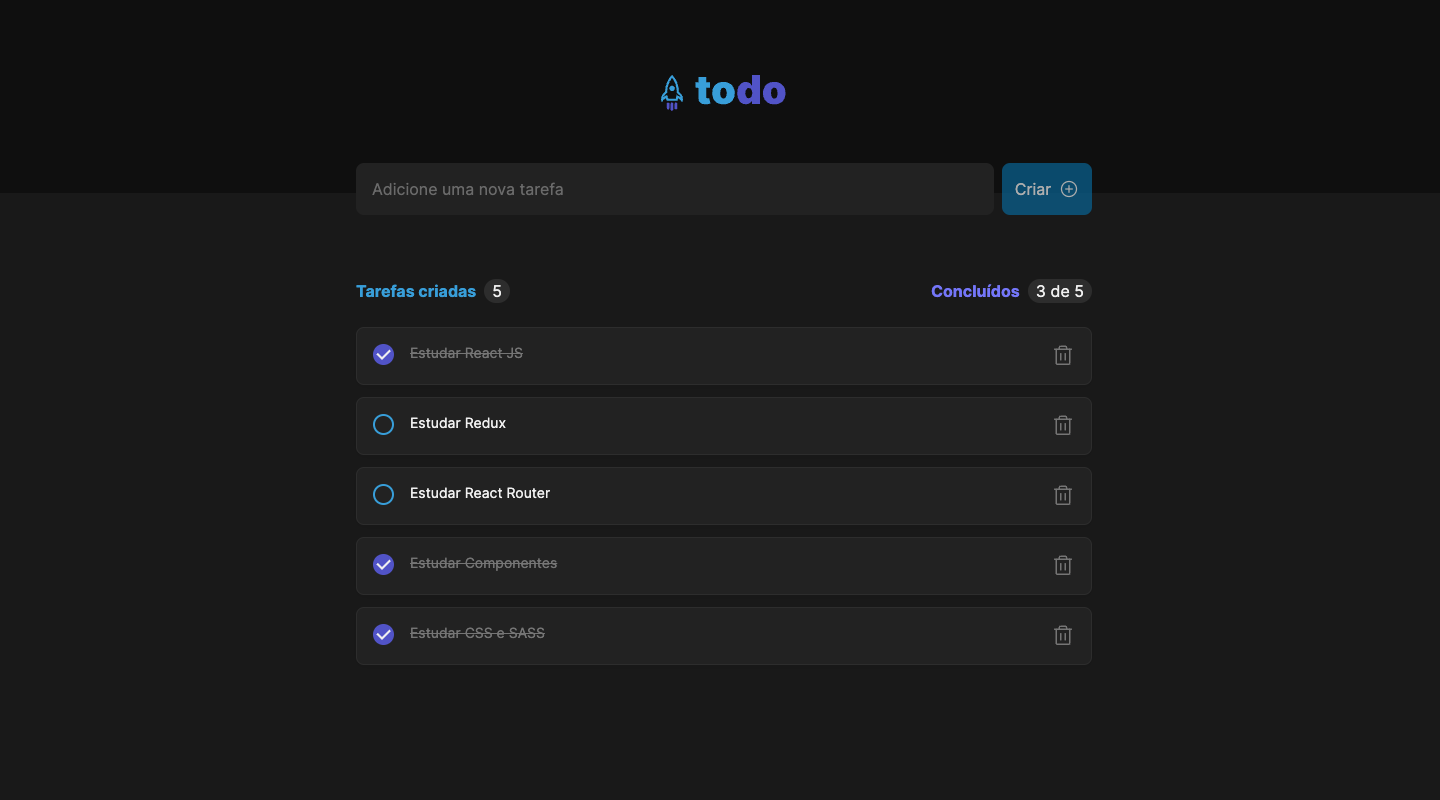 todo
Adicione uma nova tarefa
Criar
Tarefas criadas 5
Concluídos 3 de 5
Estudar React JS
Estudar Redux
Estudar React Router
Estudar Componentes
Estudar CSS e SASS